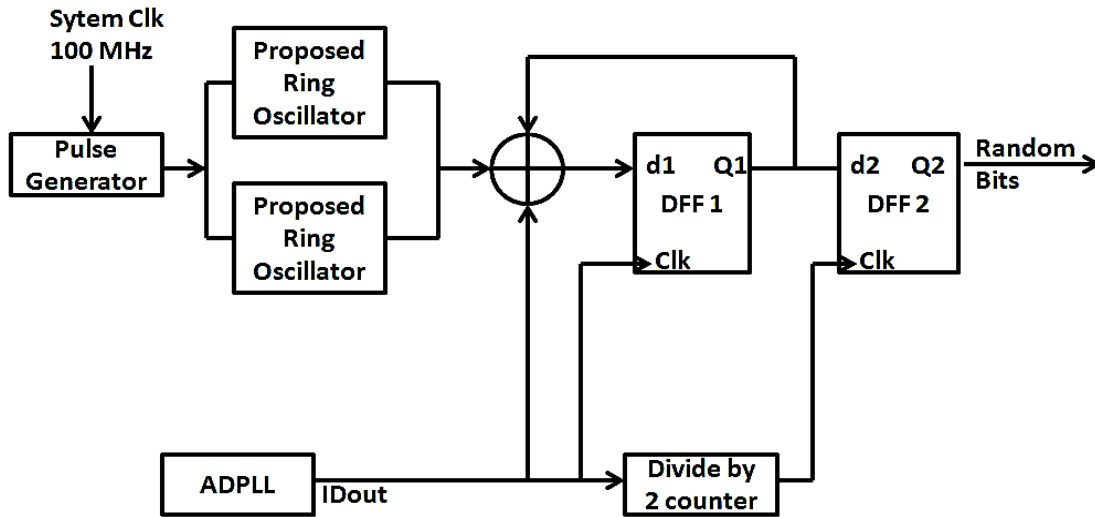 Sytem Clk
100 MHz
Pulse
Generator
Proposed
Ring
Oscillator
Proposed
Ring
Oscillator
d1 Q1
DFF 1
Clk
d2 Q2
DFF 2
Clk
Random
Bits
ADPLL
IDout
Divide by
2 counter